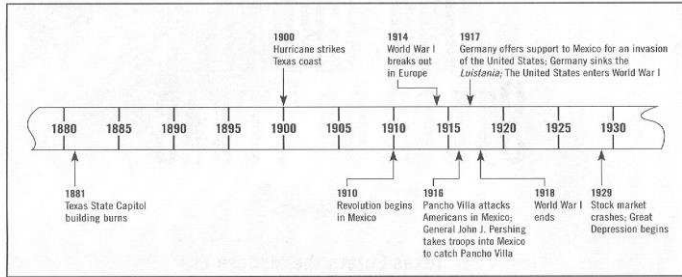 1900
Hurricane strikes
Texas coast
1914
World War I
breaks out
in Europe
1917
Germany offers support to Mexico for an invasion
of the United States; Germany sinks the
Luistania; The United States enters World War I
1880 1885 1890 1895 1900 1905 1910 1915 1920 1925 1930
1881
Texas State Capitol
building burns
1910
Revolution begins
in Mexico
1916
Pancho Villa attacks
Americans in Mexico;
General John J. Pershing
takes troops into Mexico
to catch Pancho Villa
1918
World War I
ends
1929
Stock market
crashes; Great
Depression begins